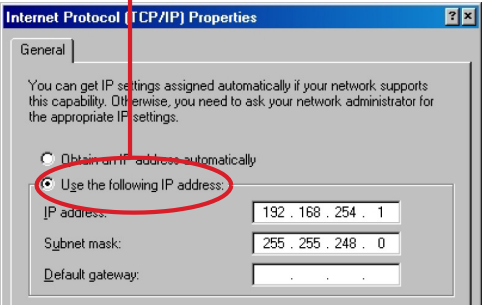 Internet Protocol (TCP/IP) Properties
General
You can get IP settings assigned automatically if your network supports
this capability. Otherwise, you need to ask your network administrator for
the appropriate IP settings.
Obtain an IP address automatically
Use the following IP address:
IP address: 192 . 168 . 254 . 1
Subnet mask: 255 . 255 . 248 . 0
Default gateway: . . .